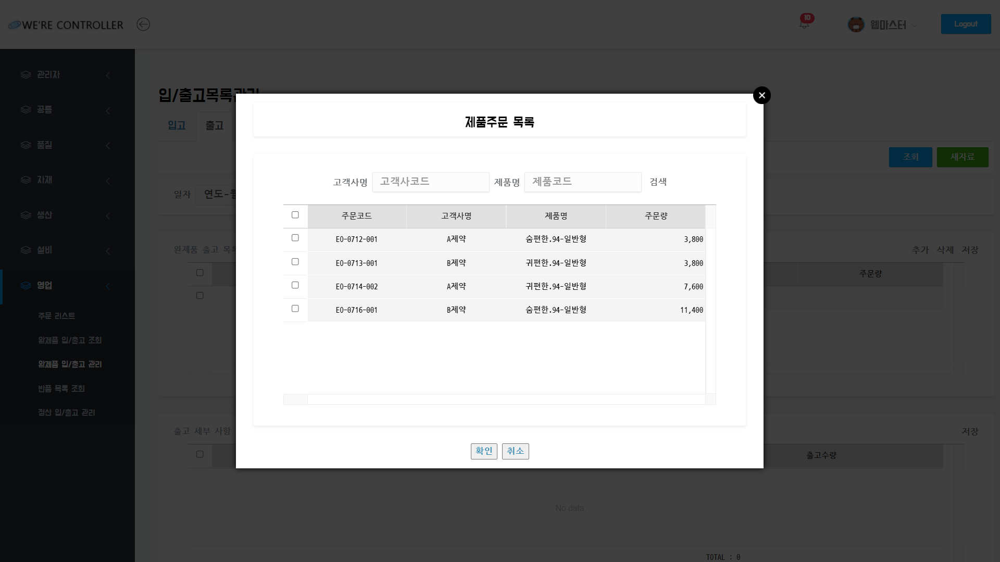 WE'RE CONTROLLER
10
웹마스터
Logout
관리자
공통
품질
자재
생산
설비
영업
주문 리스트
완제품 입/출고 조회
완제품 입/출고 관리
반품 목록 조회
정산 입/출고 관리
입/출고목록관리
입고
출고
조회
새자료
일자
연도-월
완제품 출고 목록
추가 삭제 저장
주문량
출고 세부 사항
저장
출고수량
No data.
TOTAL : 0
제품주문 목록
고객사명 고객사코드 제품명 제품코드 검색
주문코드 고객사명 제품명 주문량
EO-0712-001 A제약 숨편한.94-일반형 3,800
EO-0713-001 B제약 귀편한.94-일반형 3,800
EO-0714-002 A제약 귀편한.94-일반형 7,600
EO-0716-001 B제약 숨편한.94-일반형 11,400
확인 취소